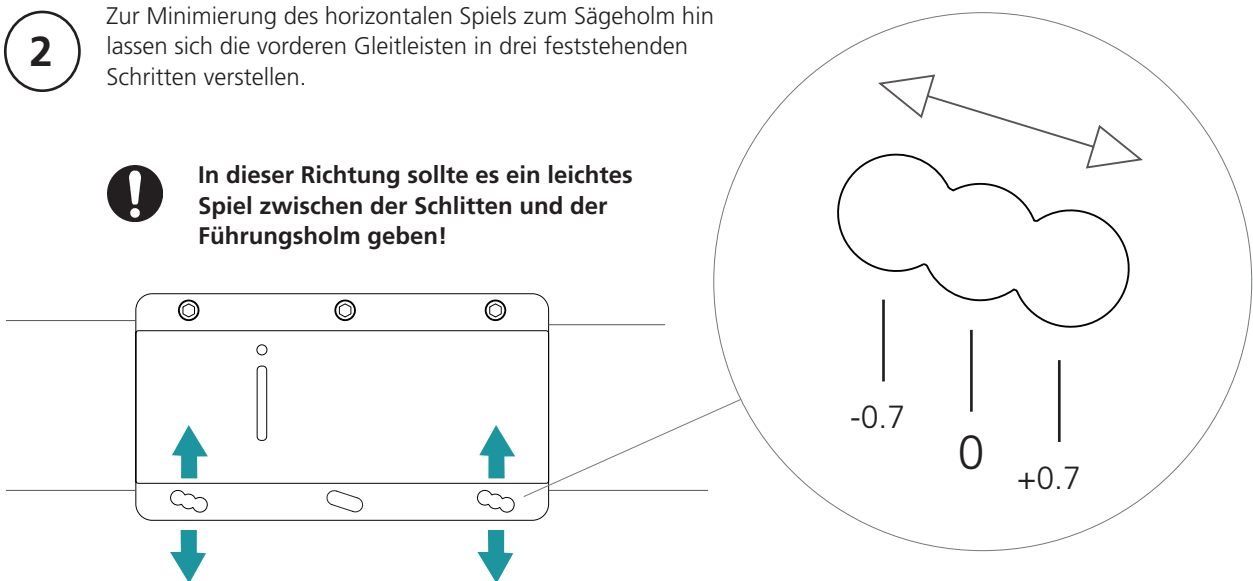 2
Zur Minimierung des horizontalen Spiels zum Sägeholm hin
lassen sich die vorderen Gleitleisten in drei feststehenden
Schritten verstellen.
In dieser Richtung sollte es ein leichtes
Spiel zwischen der Schlitten und der
Führungsholm geben!
-0.7
0
+0.7